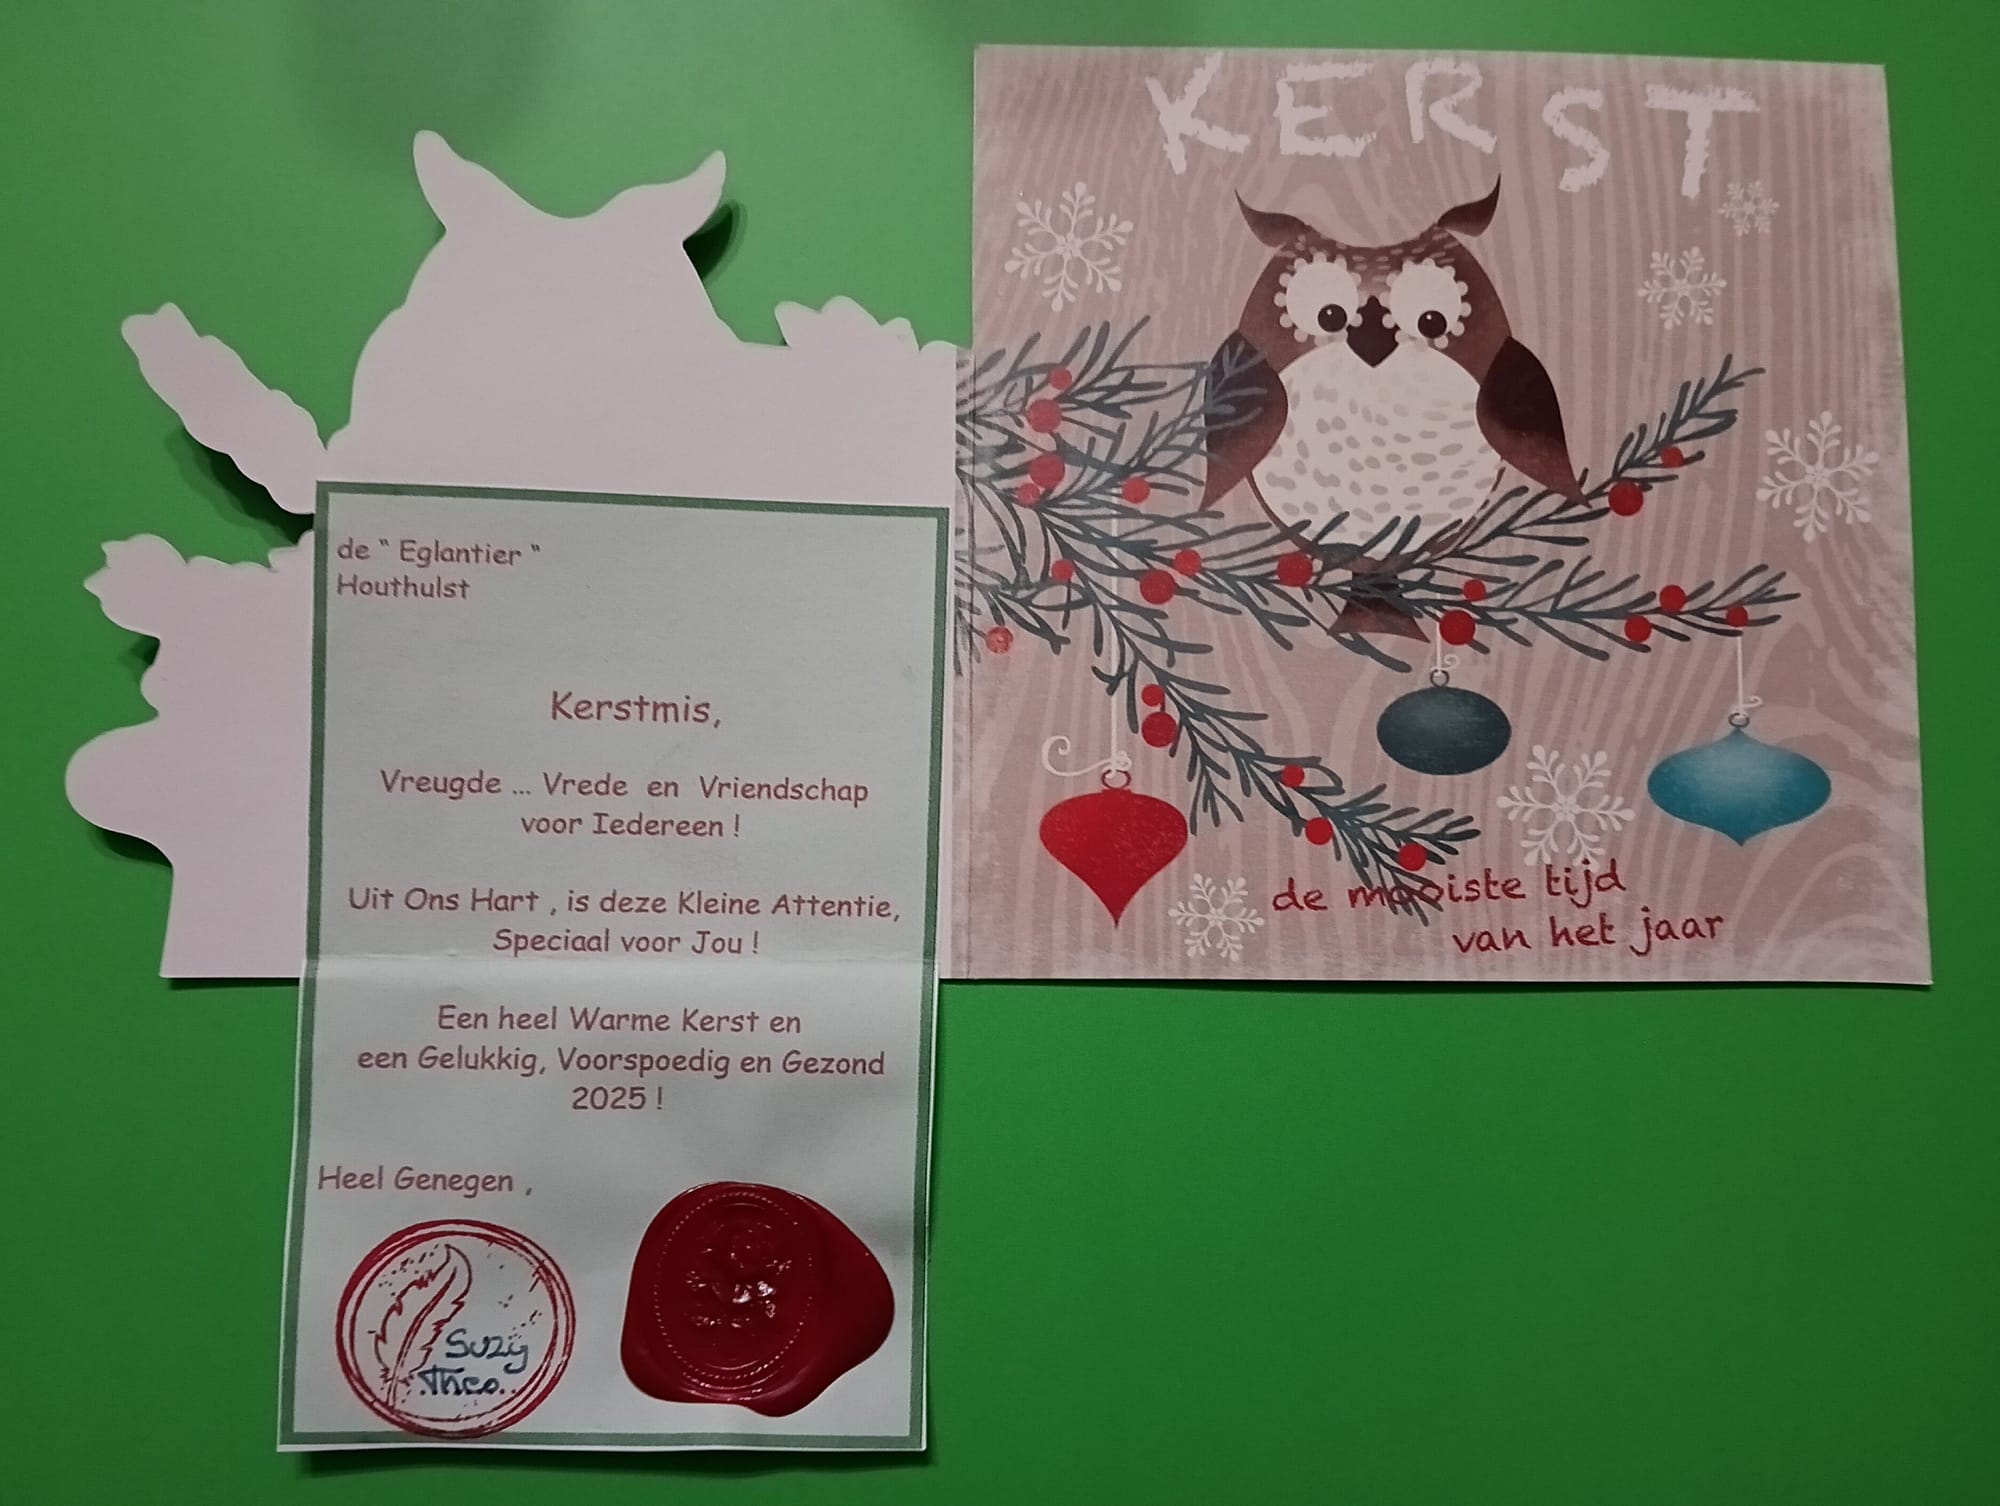 KERST
de mooiste tijd
van het jaar
de " Eglantier "
Houthulst
Kerstmis,
Vreugde ... Vrede en Vriendschap
voor Iedereen !
Uit Ons Hart , is deze Kleine Attentie,
Speciaal voor Jou !
Een heel Warme Kerst en
een Gelukkig, Voorspoedig en Gezond
2025 !
Heel Genegen ,
Suzy
Theo..